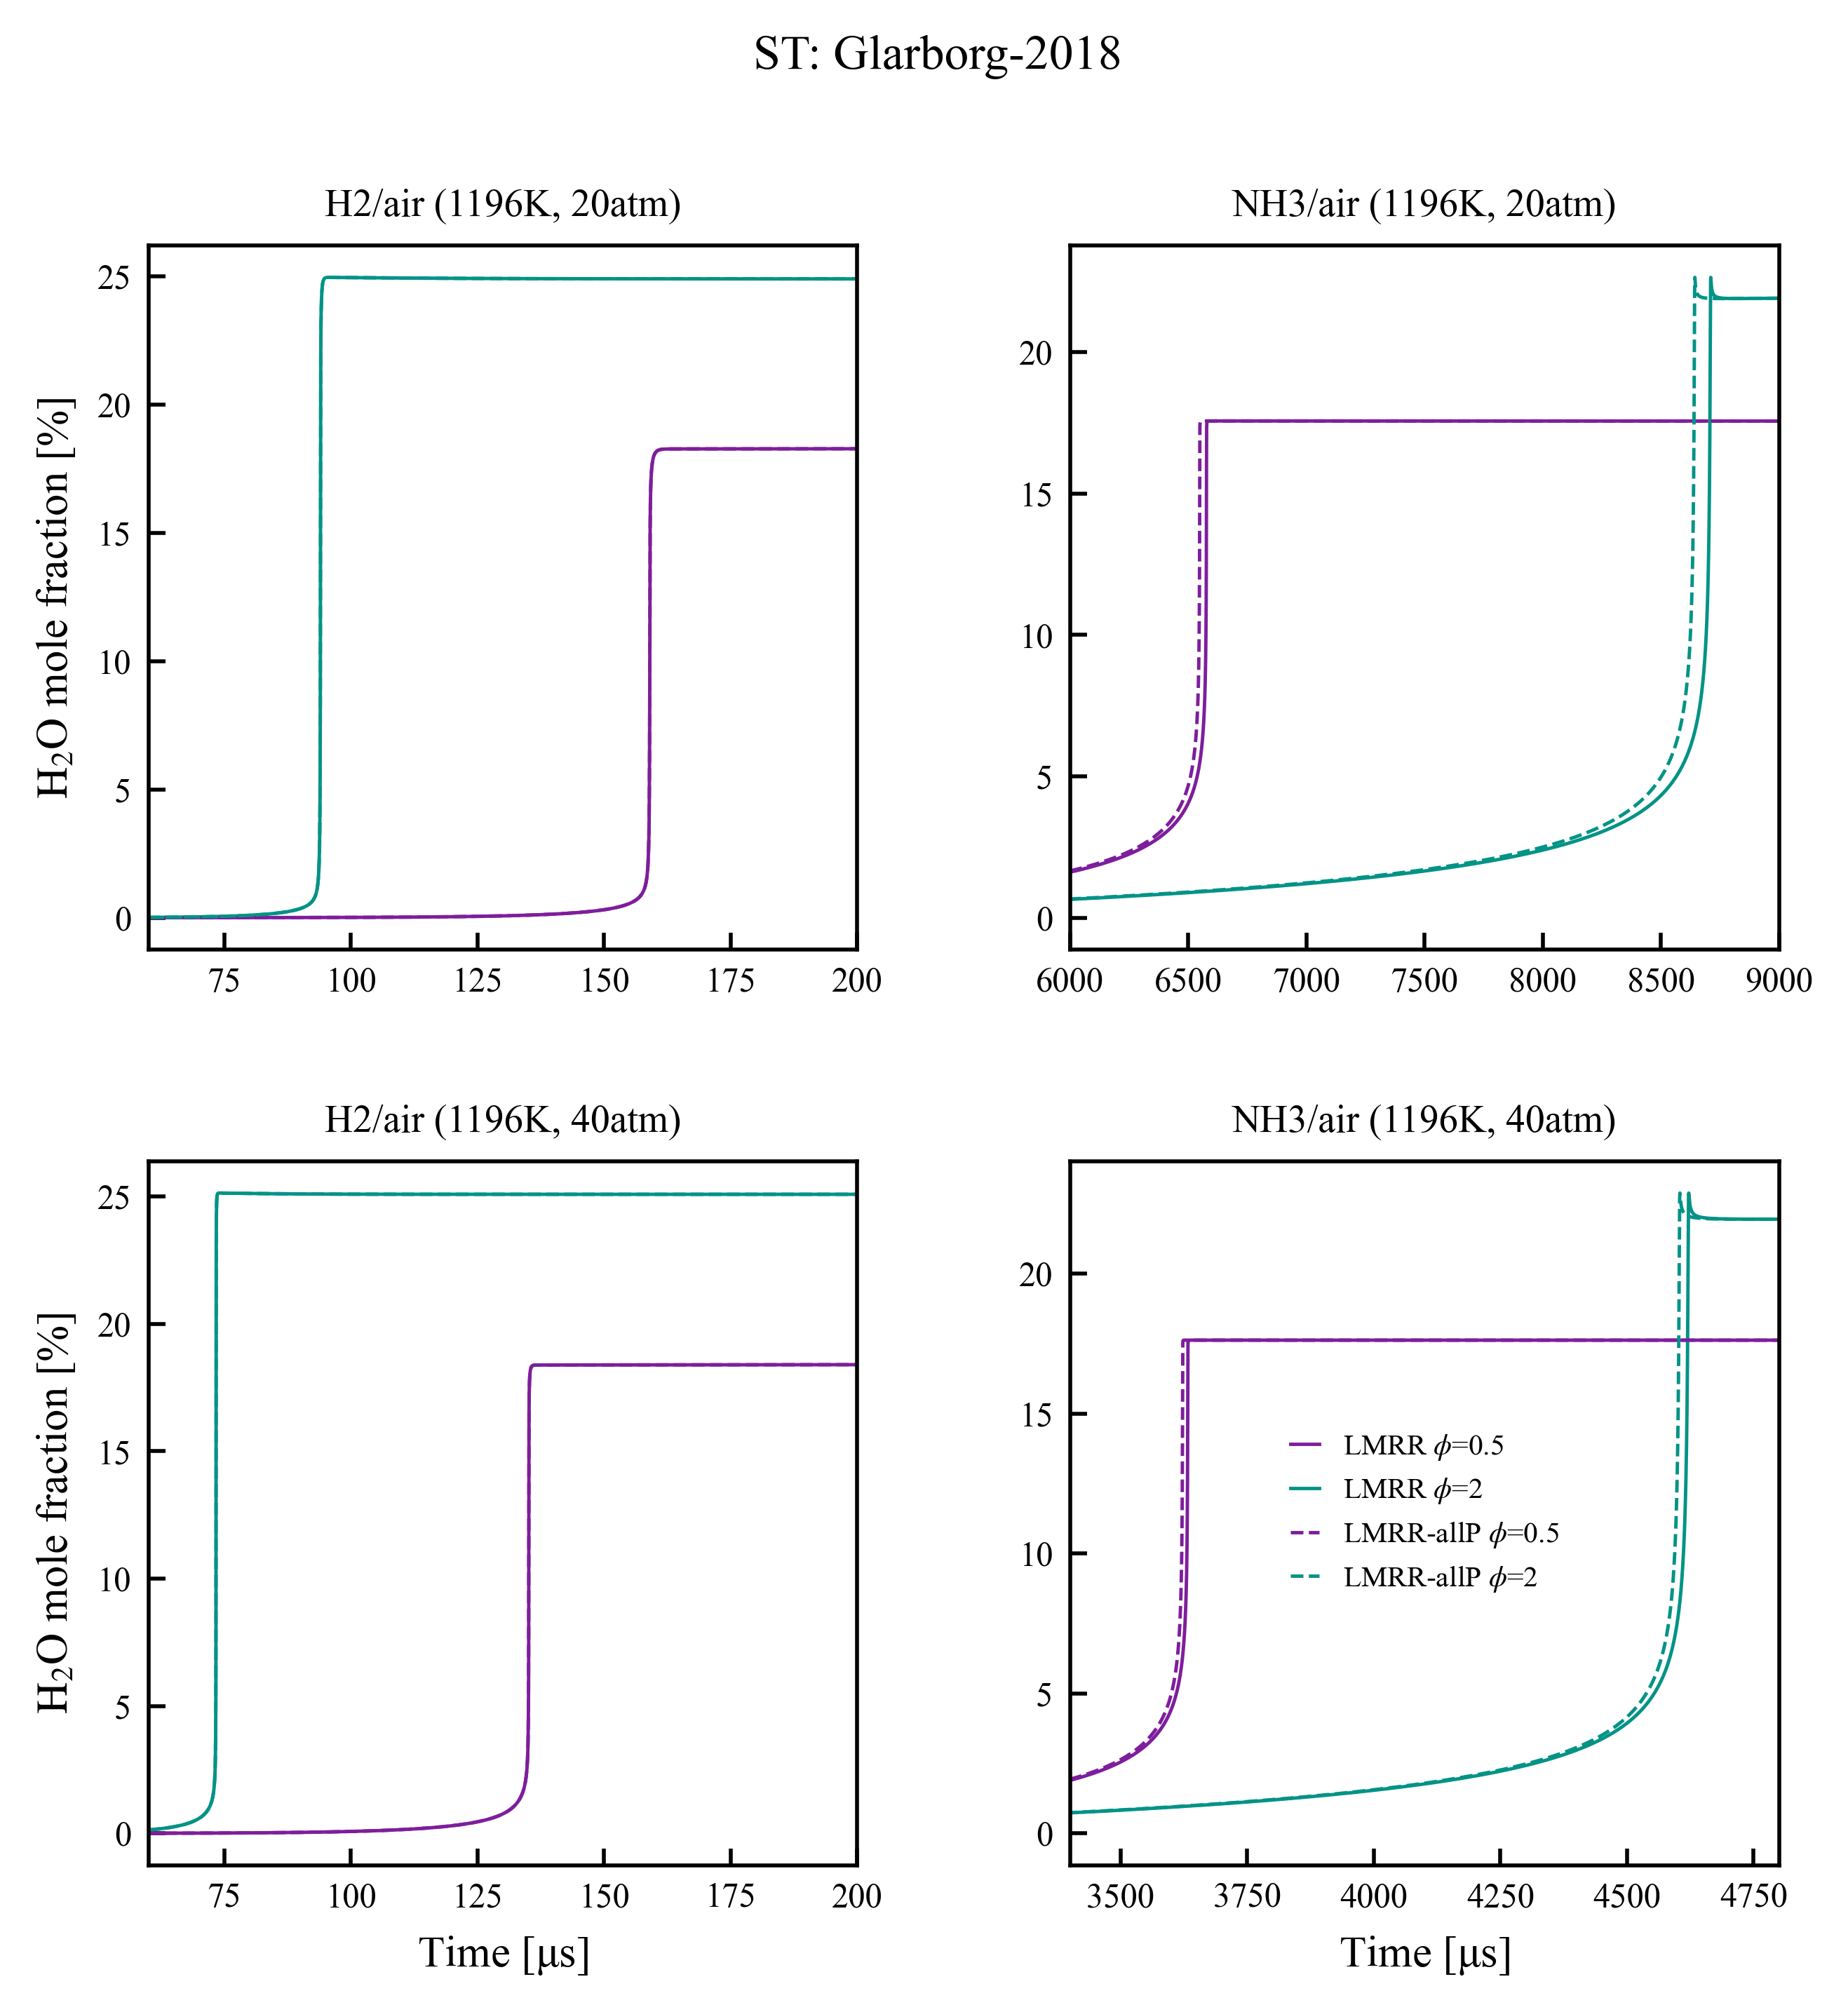 ST: Glarborg-2018
H2/air (1196K, 20atm)
H₂O mole fraction [%]
25
20
15
10
5
0
75 100 125 150 175 200
NH3/air (1196K, 20atm)
20
15
10
5
0
6000 6500 7000 7500 8000 8500 9000
H2/air (1196K, 40atm)
H₂O mole fraction [%]
25
20
15
10
5
0
75 100 125 150 175 200
Time [μs]
NH3/air (1196K, 40atm)
20
15
10
5
0
LMRR ϕ=0.5
LMRR ϕ=2
LMRR-allP ϕ=0.5
LMRR-allP ϕ=2
3500 3750 4000 4250 4500 4750
Time [μs]